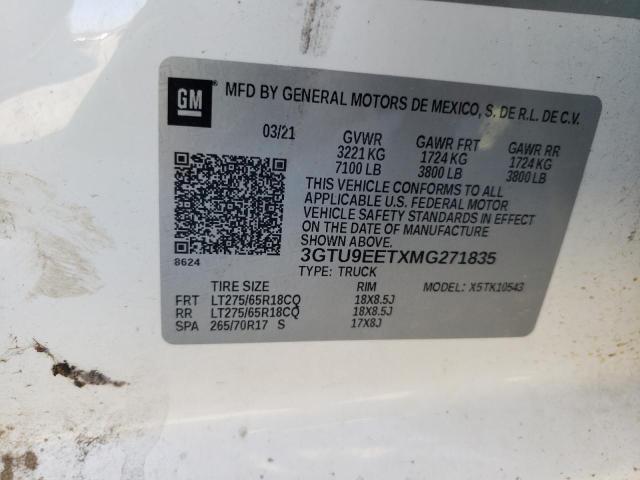 GM
®
MFD BY GENERAL MOTORS DE MEXICO, S. DE R.L. DE C.V.
03/21 GVWR GAWR FRT GAWR RR
3221 KG 1724 KG 1724 KG
7100 LB 3800 LB 3800 LB
THIS VEHICLE CONFORMS TO ALL
APPLICABLE U.S. FEDERAL MOTOR
VEHICLE SAFETY STANDARDS IN EFFECT
ON THE DATE OF MANUFACTURE
SHOWN ABOVE.
8624
3GTU9EETXMG271835
TYPE: TRUCK
MODEL: X5TK10543
TIRE SIZE RIM
FRT LT275/65R18CQ 18X8.5J
RR LT275/65R18CQ 18X8.5J
SPA 265/70R17 S 17X8J